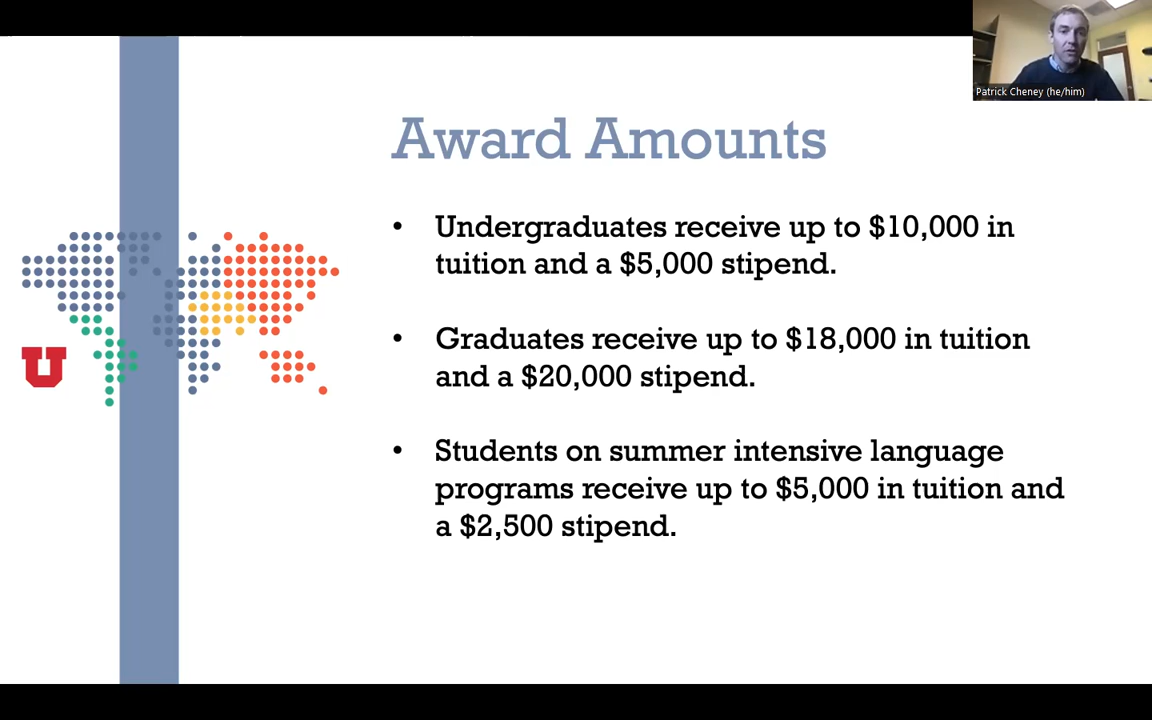 Patrick Cheney (he/him)
Award Amounts
• Undergraduates receive up to $10,000 in
tuition and a $5,000 stipend.
• Graduates receive up to $18,000 in tuition
and a $20,000 stipend.
• Students on summer intensive language
programs receive up to $5,000 in tuition and
a $2,500 stipend.
U